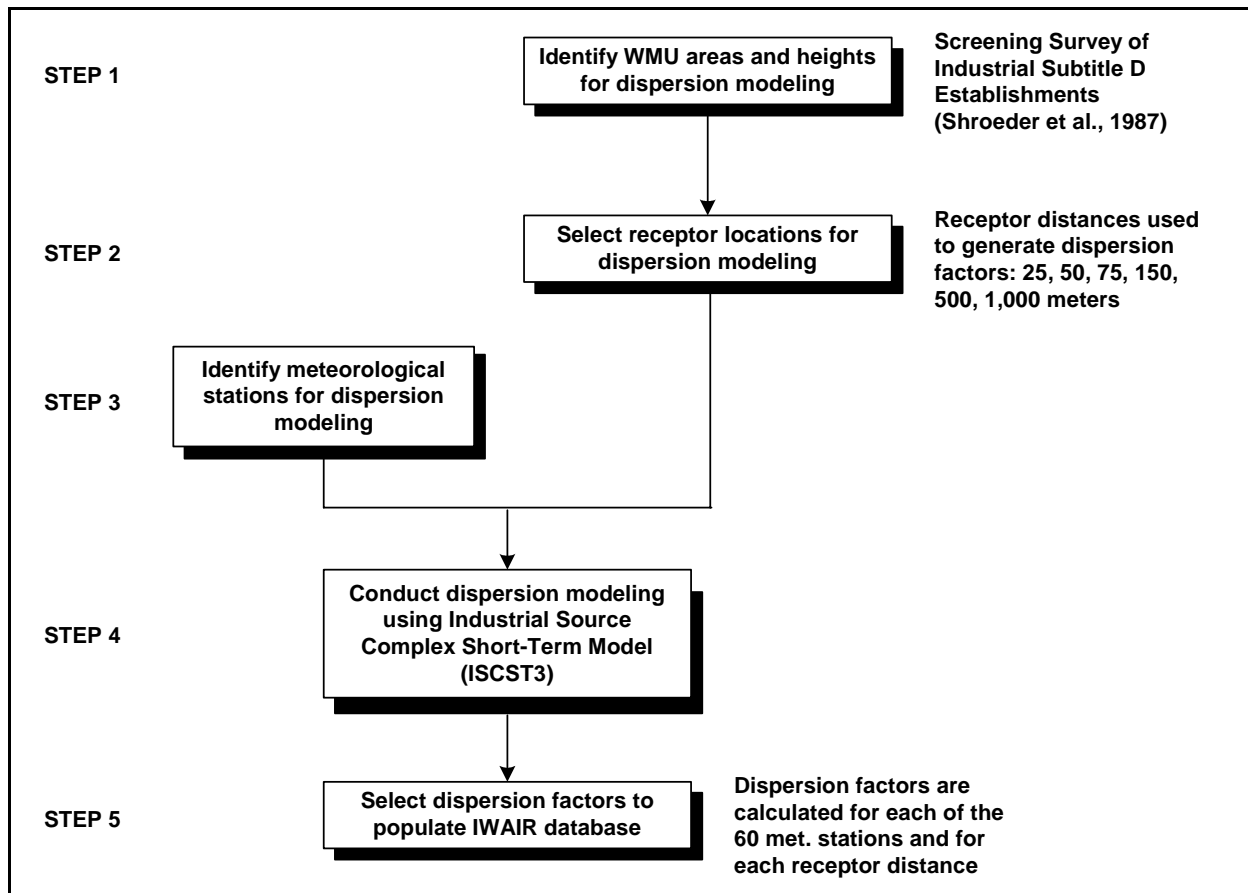 STEP 1
Identify WMU areas and heights
for dispersion modeling
Screening Survey of
Industrial Subtitle D
Establishments
(Shroeder et al., 1987)
STEP 2
Select receptor locations for
dispersion modeling
Receptor distances used
to generate dispersion
factors: 25, 50, 75, 150,
500, 1,000 meters
STEP 3
Identify meteorological
stations for dispersion
modeling
STEP 4
Conduct dispersion modeling
using Industrial Source
Complex Short-Term Model
(ISCST3)
STEP 5
Select dispersion factors to
populate IWAIR database
Dispersion factors are
calculated for each of the
60 met. stations and for
each receptor distance